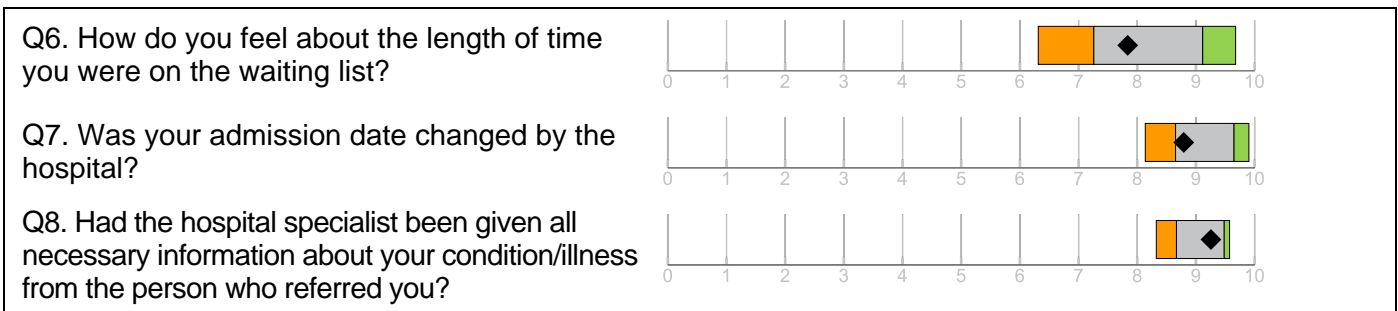 Q6. How do you feel about the length of time
you were on the waiting list?
0 1 2 3 4 5 6 7 8 9 10
Q7. Was your admission date changed by the
hospital?
0 1 2 3 4 5 6 7 8 9 10
Q8. Had the hospital specialist been given all
necessary information about your condition/illness
from the person who referred you?
0 1 2 3 4 5 6 7 8 9 10